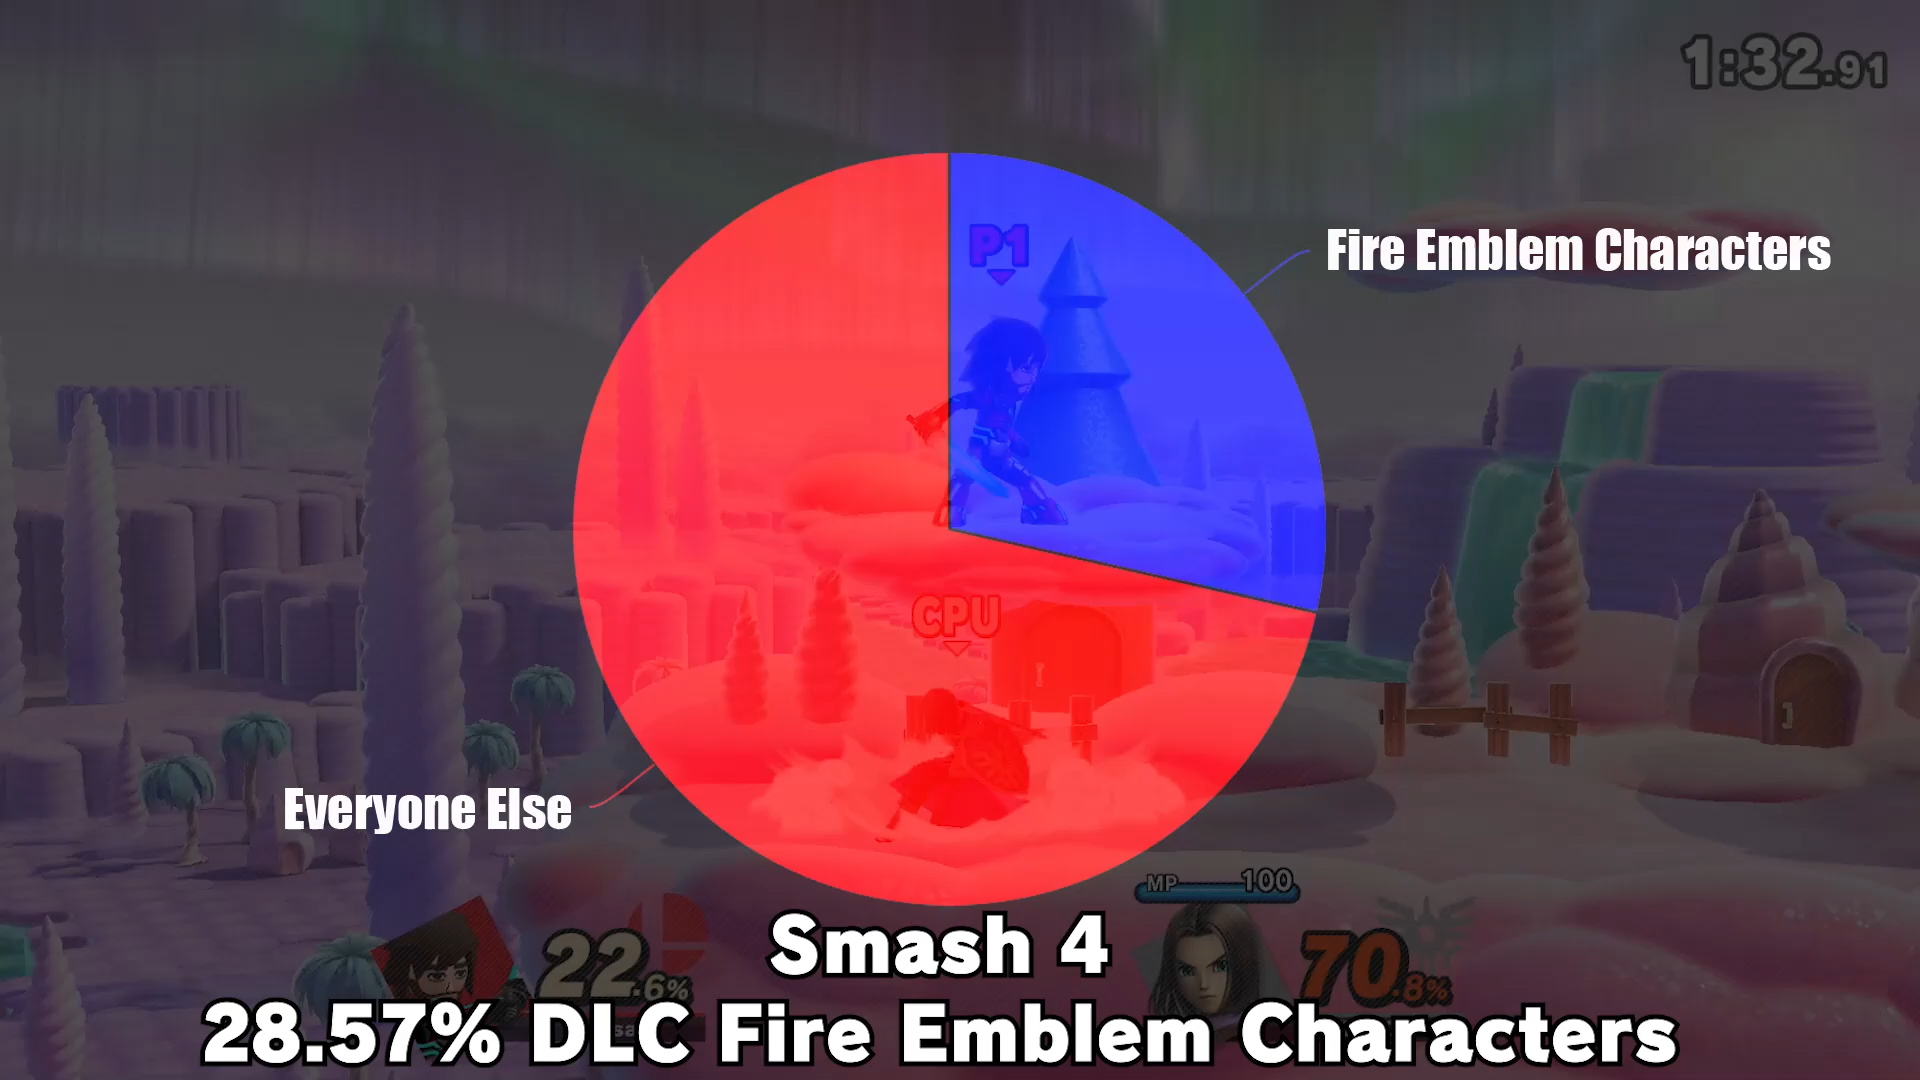 1:32.91
P1
Fire Emblem Characters
CPU
Everyone Else
MP 100
22.6%
70.8%
Smash 4
28.57% DLC Fire Emblem Characters